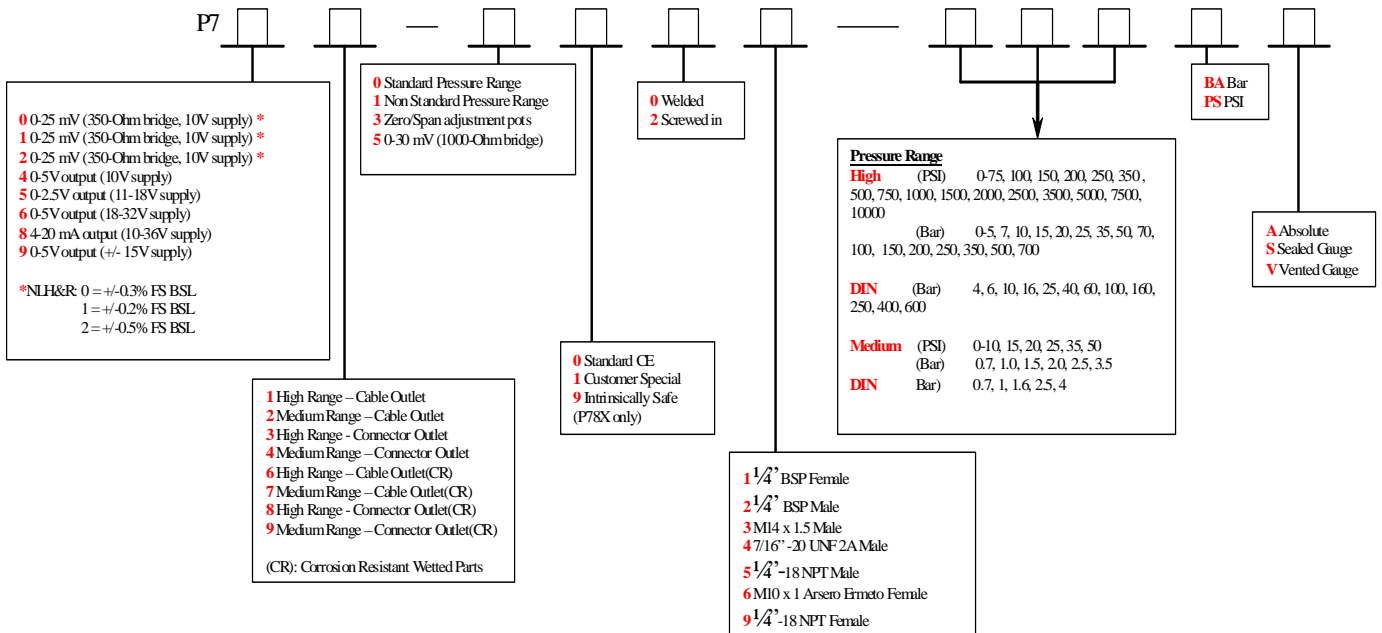 P7
0 0-25 mV (350-Ohm bridge, 10V supply) *
1 0-25 mV (350-Ohm bridge, 10V supply) *
2 0-25 mV (350-Ohm bridge, 10V supply) *
4 0-5V output (10V supply)
5 0-2.5V output (11-18V supply)
6 0-5V output (18-32V supply)
8 4-20 mA output (10-36V supply)
9 0-5V output (+/- 15V supply)
*NLH&R: 0 = +/-0.3% FS BSL
1 = +/-0.2% FS BSL
2 = +/-0.5% FS BSL
1 High Range – Cable Outlet
2 Medium Range – Cable Outlet
3 High Range - Connector Outlet
4 Medium Range – Connector Outlet
6 High Range – Cable Outlet(CR)
7 Medium Range – Cable Outlet(CR)
8 High Range - Connector Outlet(CR)
9 Medium Range – Connector Outlet(CR)
(CR): Corrosion Resistant Wetted Parts
0 Standard Pressure Range
1 Non Standard Pressure Range
3 Zero/Span adjustment pots
5 0-30 mV (1000-Ohm bridge)
0 Standard CE
1 Customer Special
9 Intrinsically Safe
(P78X only)
0 Welded
2 Screwed in
1 1/4” BSP Female
2 1/4” BSP Male
3 M14 x 1.5 Male
4 7/16” -20 UNF 2A Male
5 1/4”-18 NPT Male
6 M10 x 1 Arsero Ermeto Female
9 1/4”-18 NPT Female
Pressure Range
High (PSI) 0-75, 100, 150, 200, 250, 350 ,
500, 750, 1000, 1500, 2000, 2500, 3500, 5000, 7500,
10000
(Bar) 0-5, 7, 10, 15, 20, 25, 35, 50, 70,
100, 150, 200, 250, 350, 500, 700
DIN (Bar) 4, 6, 10, 16, 25, 40, 60, 100, 160,
250, 400, 600
Medium (PSI) 0-10, 15, 20, 25, 35, 50
(Bar) 0.7, 1.0, 1.5, 2.0, 2.5, 3.5
DIN Bar) 0.7, 1, 1.6, 2.5, 4
BA Bar
PS PSI
A Absolute
S Sealed Gauge
V Vented Gauge